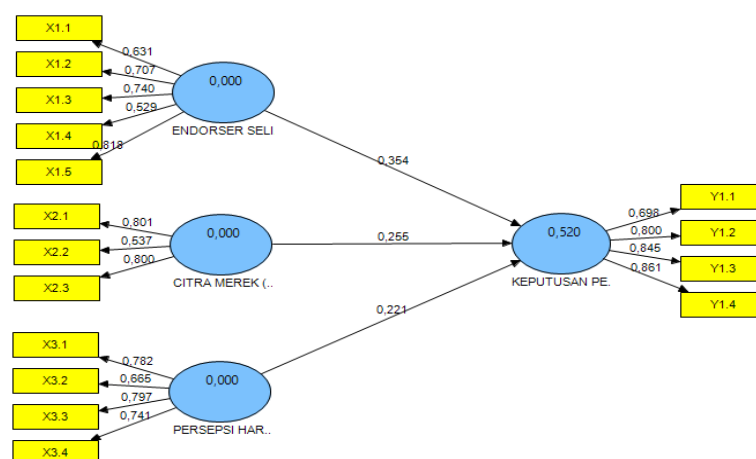 X1.1
0,631
X1.2
0,707
X1.3
0,740
X1.4
0,529
X1.5
0,818
0,000
ENDORSER SELI
0,354
X2.1
0,801
X2.2
0,537
X2.3
0,800
0,000
CITRA MEREK (..
0,255
X3.1
0,782
X3.2
0,665
X3.3
0,797
X3.4
0,741
0,000
PERSEPSI HAR..
0,221
0,520
KEPUTUSAN PE.
Y1.1
0,698
Y1.2
0,800
Y1.3
0,845
Y1.4
0,861